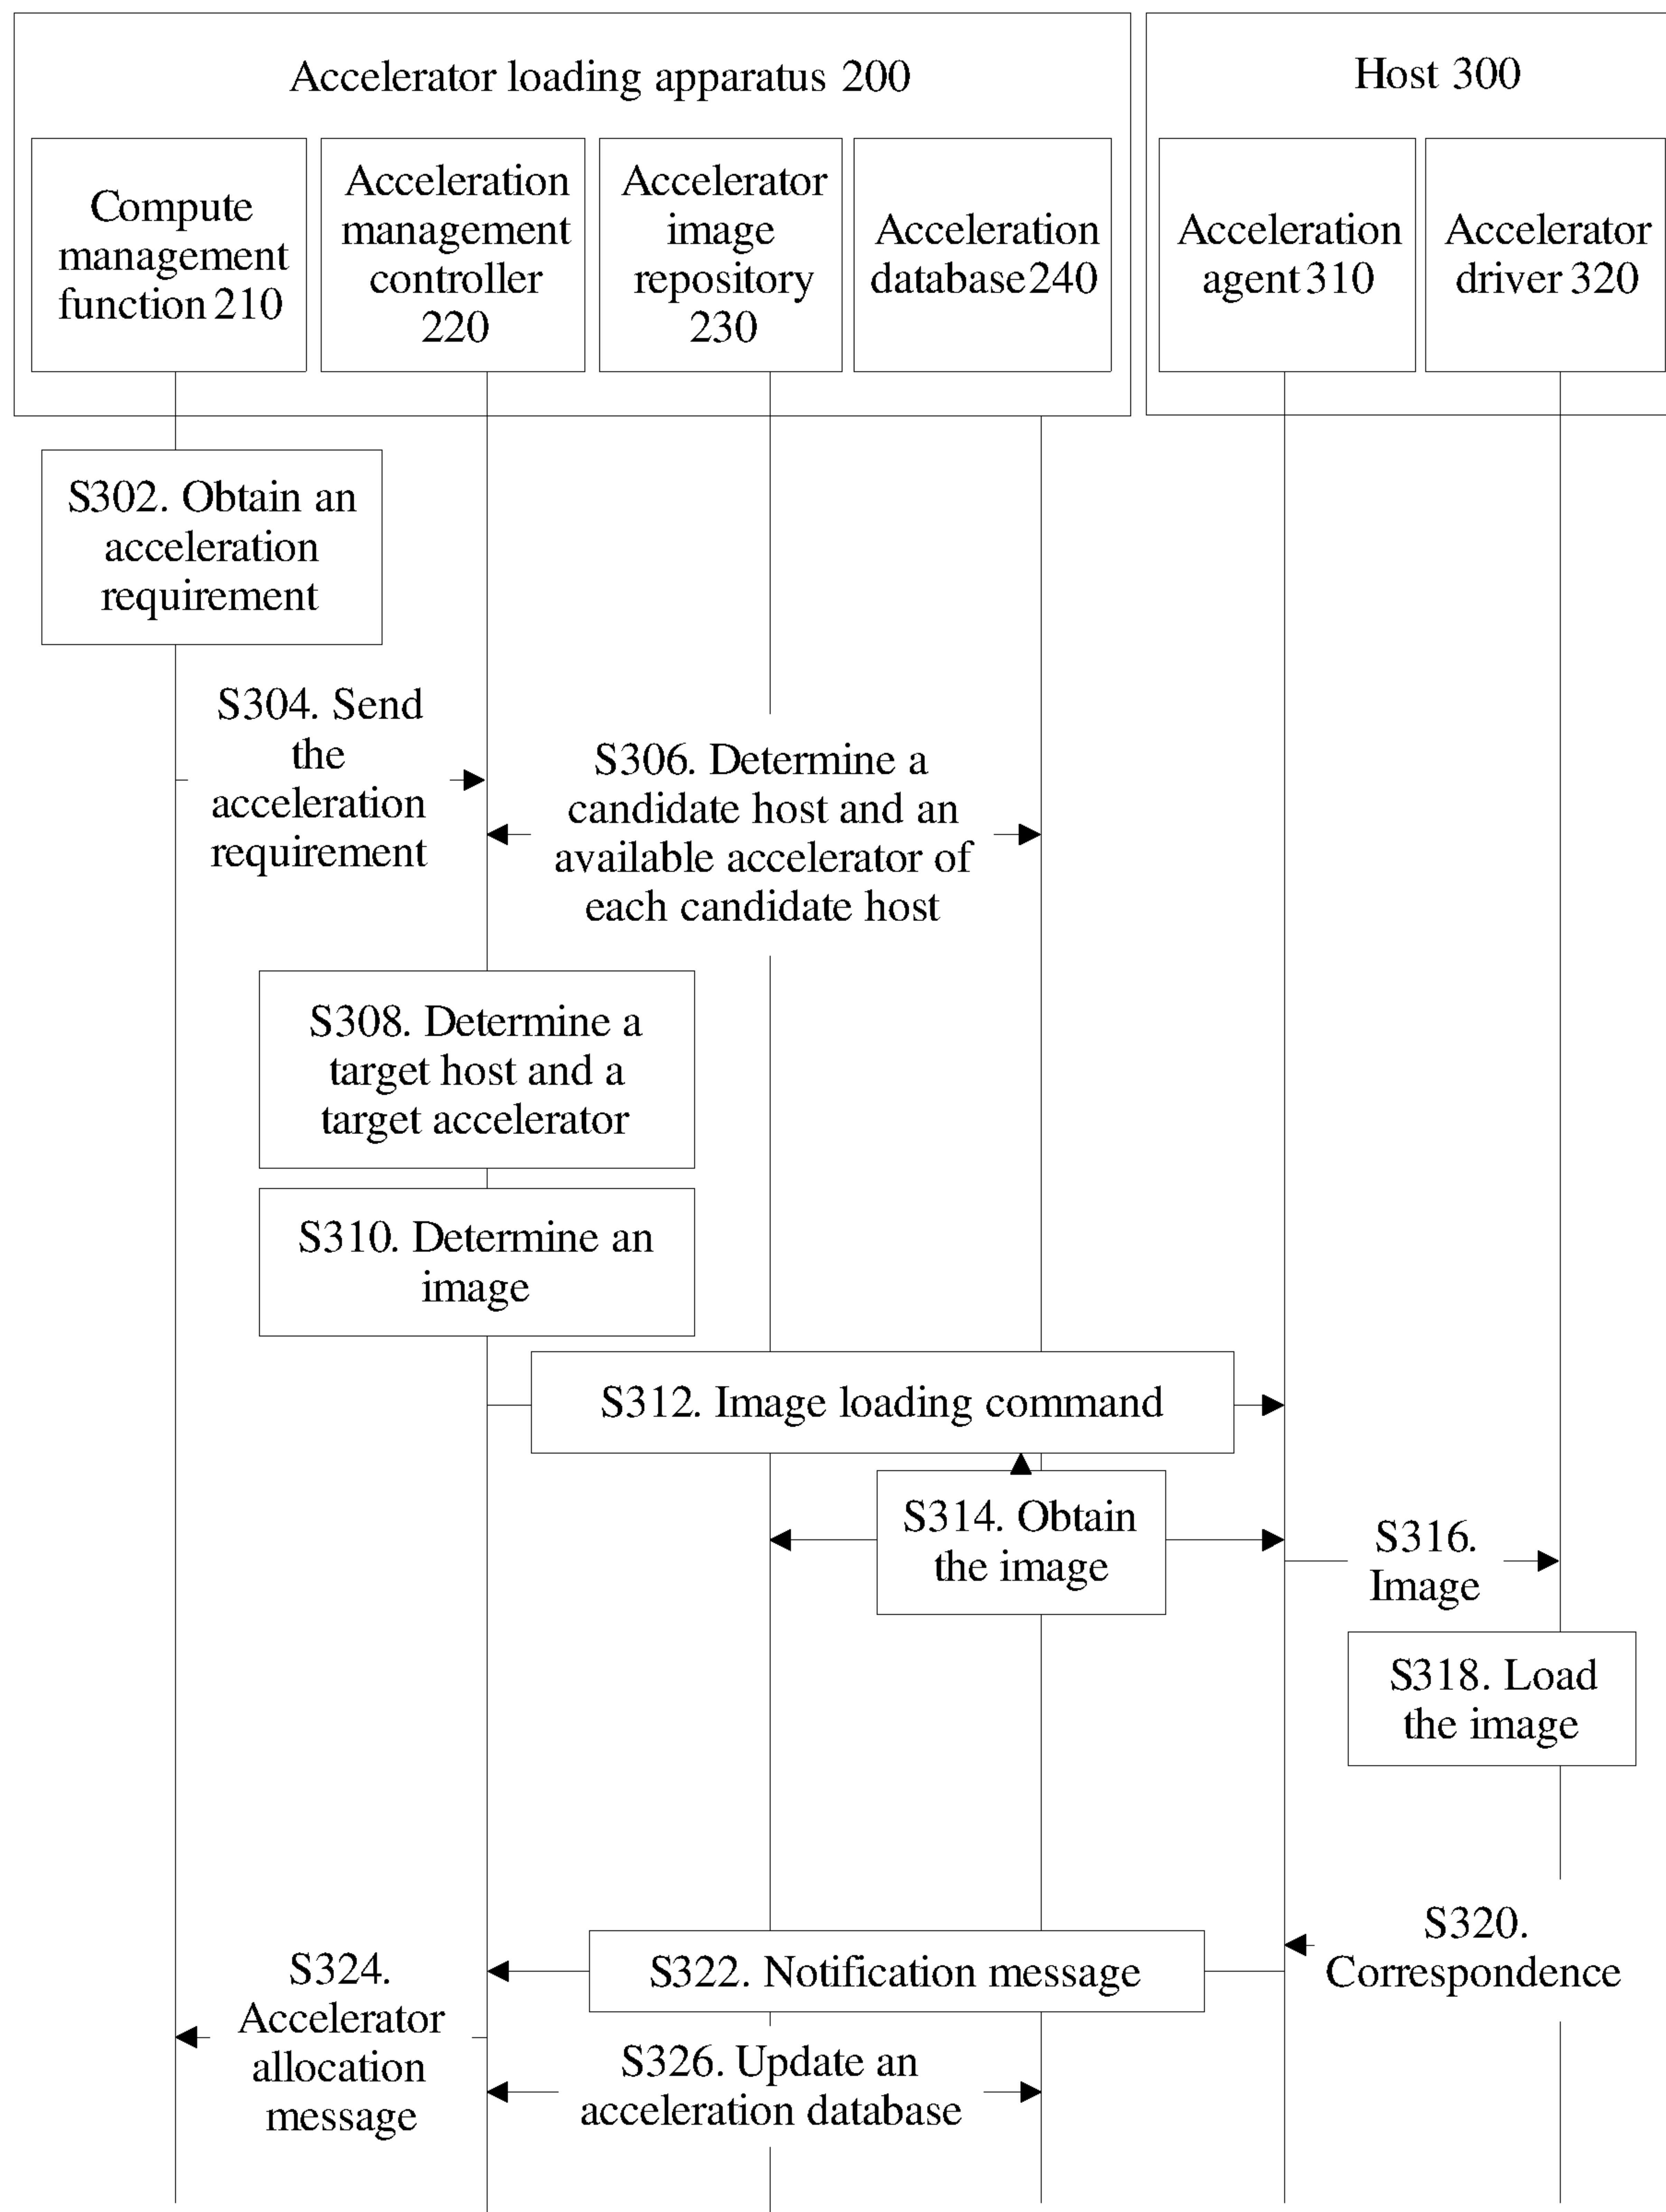 Accelerator loading apparatus 200
Host 300
Compute
management
function 210
Acceleration
management
controller
220
Accelerator
image
repository
230
Acceleration
database240
Acceleration
agent310
Accelerator
driver 320
S302. Obtain an
acceleration
requirement
S304. Send
the
acceleration
requirement
S306. Determine a
candidate host and an
available accelerator of
each candidate host
S308. Determine a
target host and a
target accelerator
S310. Determine an
image
S312. Image loading command
S314. Obtain
the image
S316.
Image
S318. Load
the image
S320.
Correspondence
S322. Notification message
S324.
Accelerator
allocation
message
S326. Update an
acceleration database